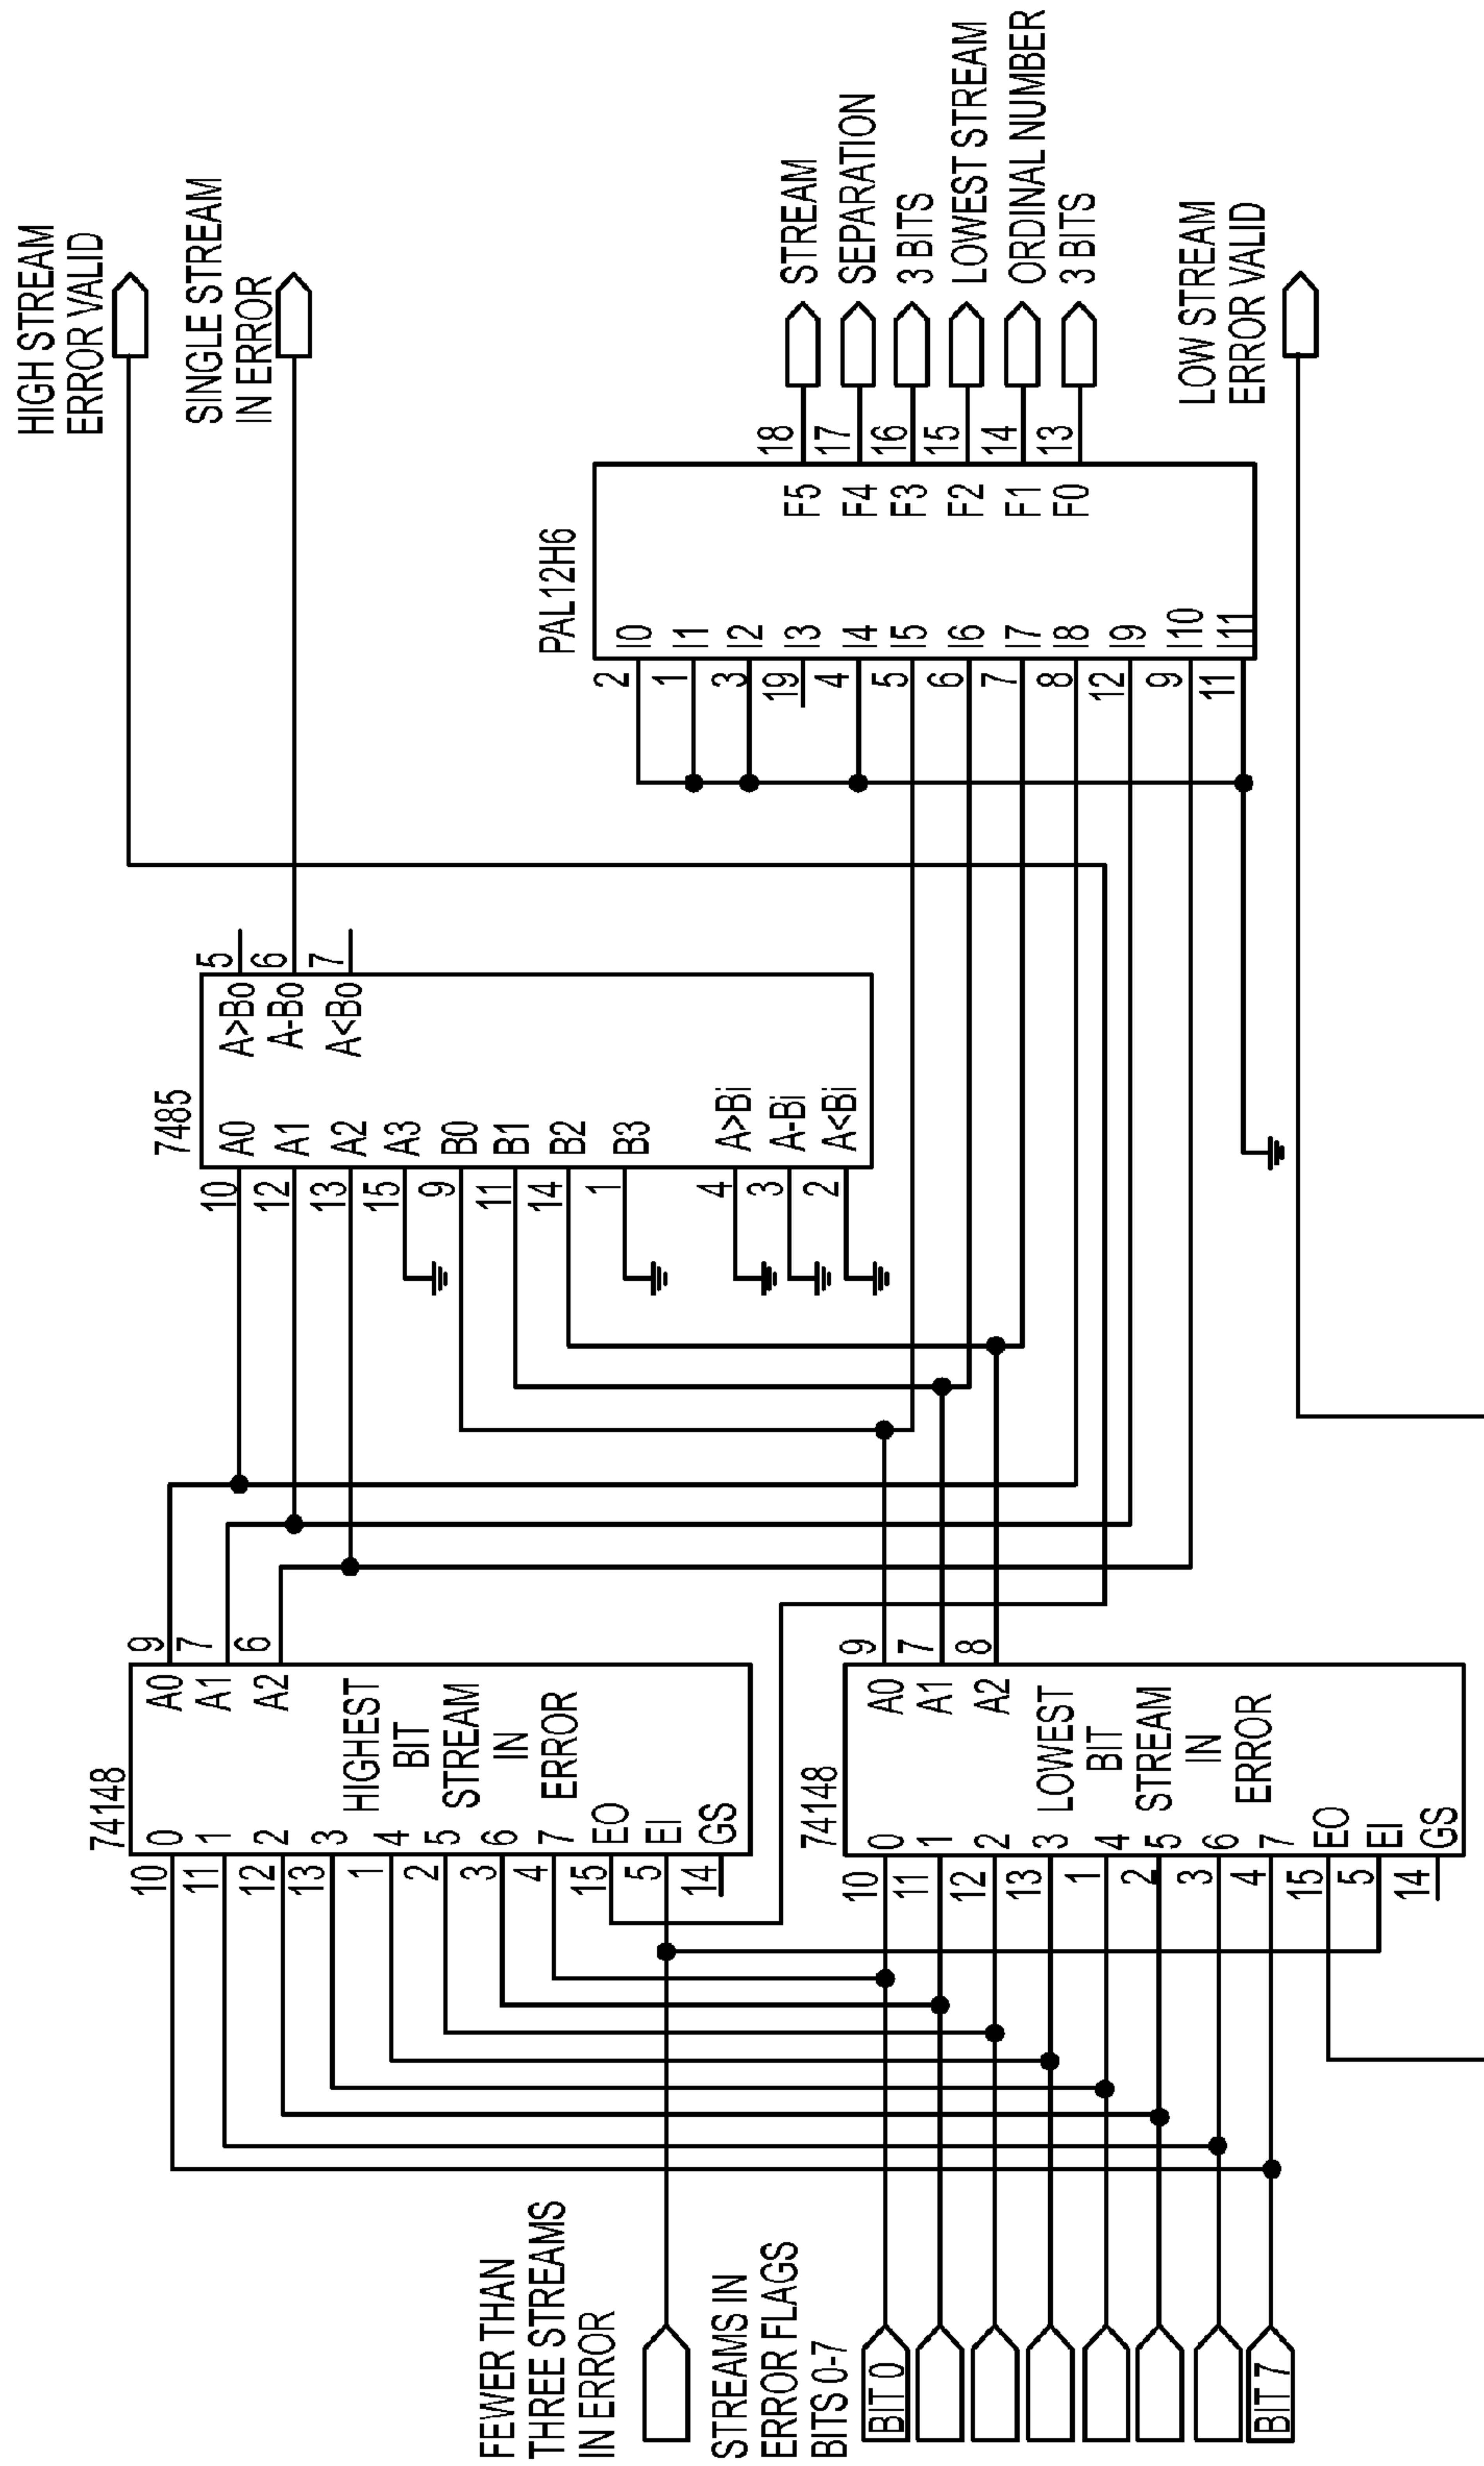 HIGH STREAM
ERROR VALID
SINGLE STREAM
IN ERROR
7485
A0
A1
A2
A3
B0
B1
B2
B3
A>Bi
A-Bi
A<Bi
A>Bo
A-Bo
A<Bo
10
12
13
15
9
11
14
1
4
3
2
5
6
7
PAL12H6
I0
I1
I2
I3
I4
I5
I6
I7
I8
I9
I10
I11
2
1
3
19
4
5
6
7
8
12
9
11
F5
F4
F3
F2
F1
F0
18
17
16
15
14
13
STREAM
SEPARATION
3 BITS
LOWEST STREAM
ORDINAL NUMBER
3 BITS
LOW STREAM
ERROR VALID
74148
0
1
2
3
4
5
6
7
EO
EI
GS
10
11
12
13
1
2
3
4
15
5
14
A0
A1
A2
9
7
6
HIGHEST
BIT
STREAM
IN
ERROR
74148
0
1
2
3
4
5
6
7
EO
EI
GS
10
11
12
13
1
2
3
4
15
5
14
A0
A1
A2
9
7
8
LOWEST
BIT
STREAM
IN
ERROR
FEWER THAN
THREE STREAMS
IN ERROR
STREAMS IN
ERROR FLAGS
BITS 0-7
BIT 0
BIT 7